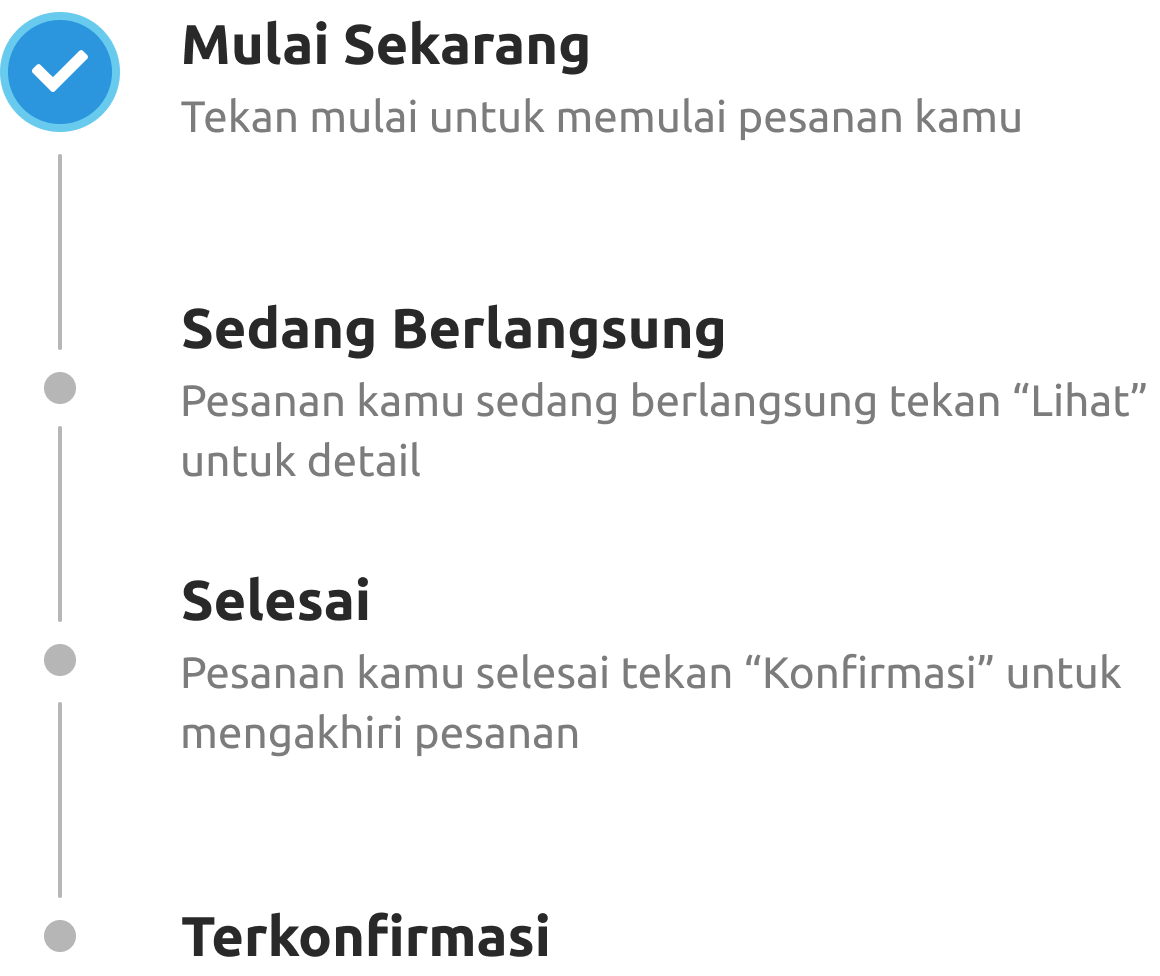 Mulai Sekarang
Tekan mulai untuk memulai pesanan kamu
Sedang Berlangsung
Pesanan kamu sedang berlangsung tekan “Lihat”
untuk detail
Selesai
Pesanan kamu selesai tekan “Konfirmasi” untuk
mengakhiri pesanan
Terkonfirmasi